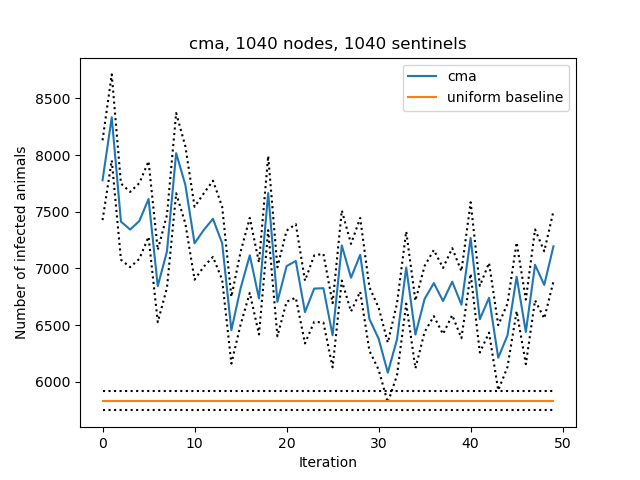 cma, 1040 nodes, 1040 sentinels
cma
uniform baseline
Number of infected animals
8500
8000
7500
7000
6500
6000
0 10 20 30 40 50
Iteration